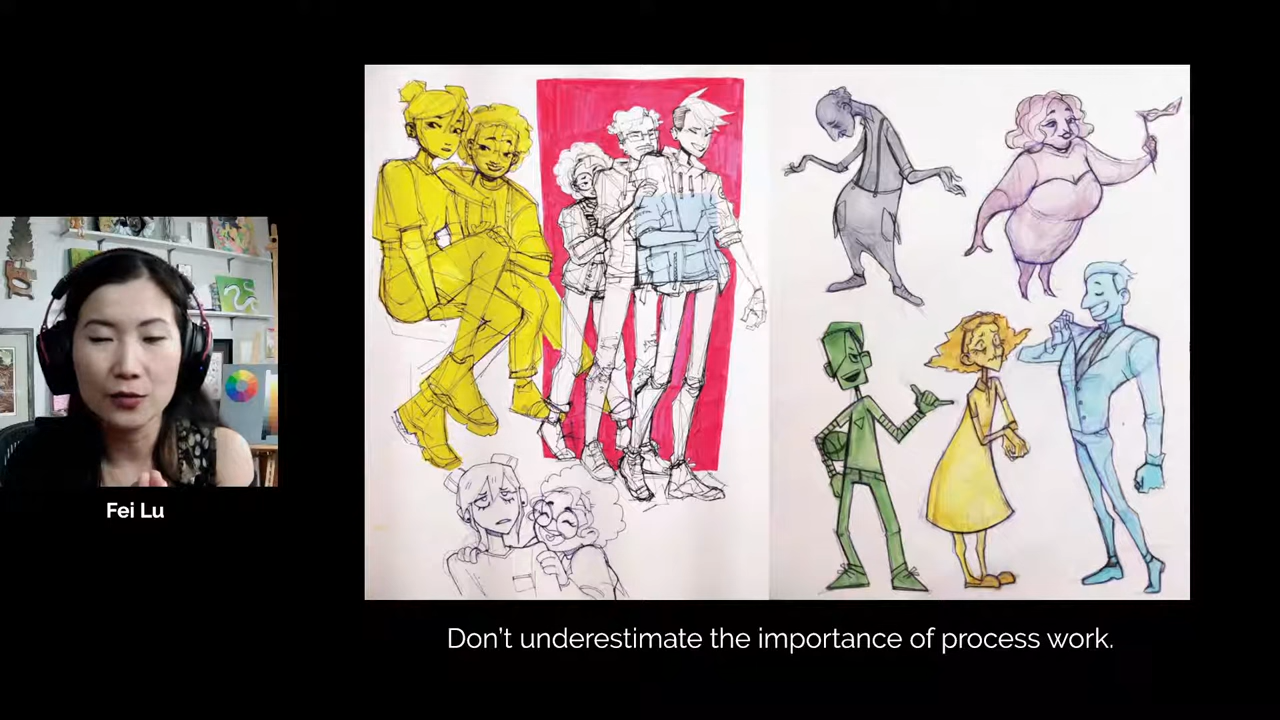 Fei Lu
Don't underestimate the importance of process work.